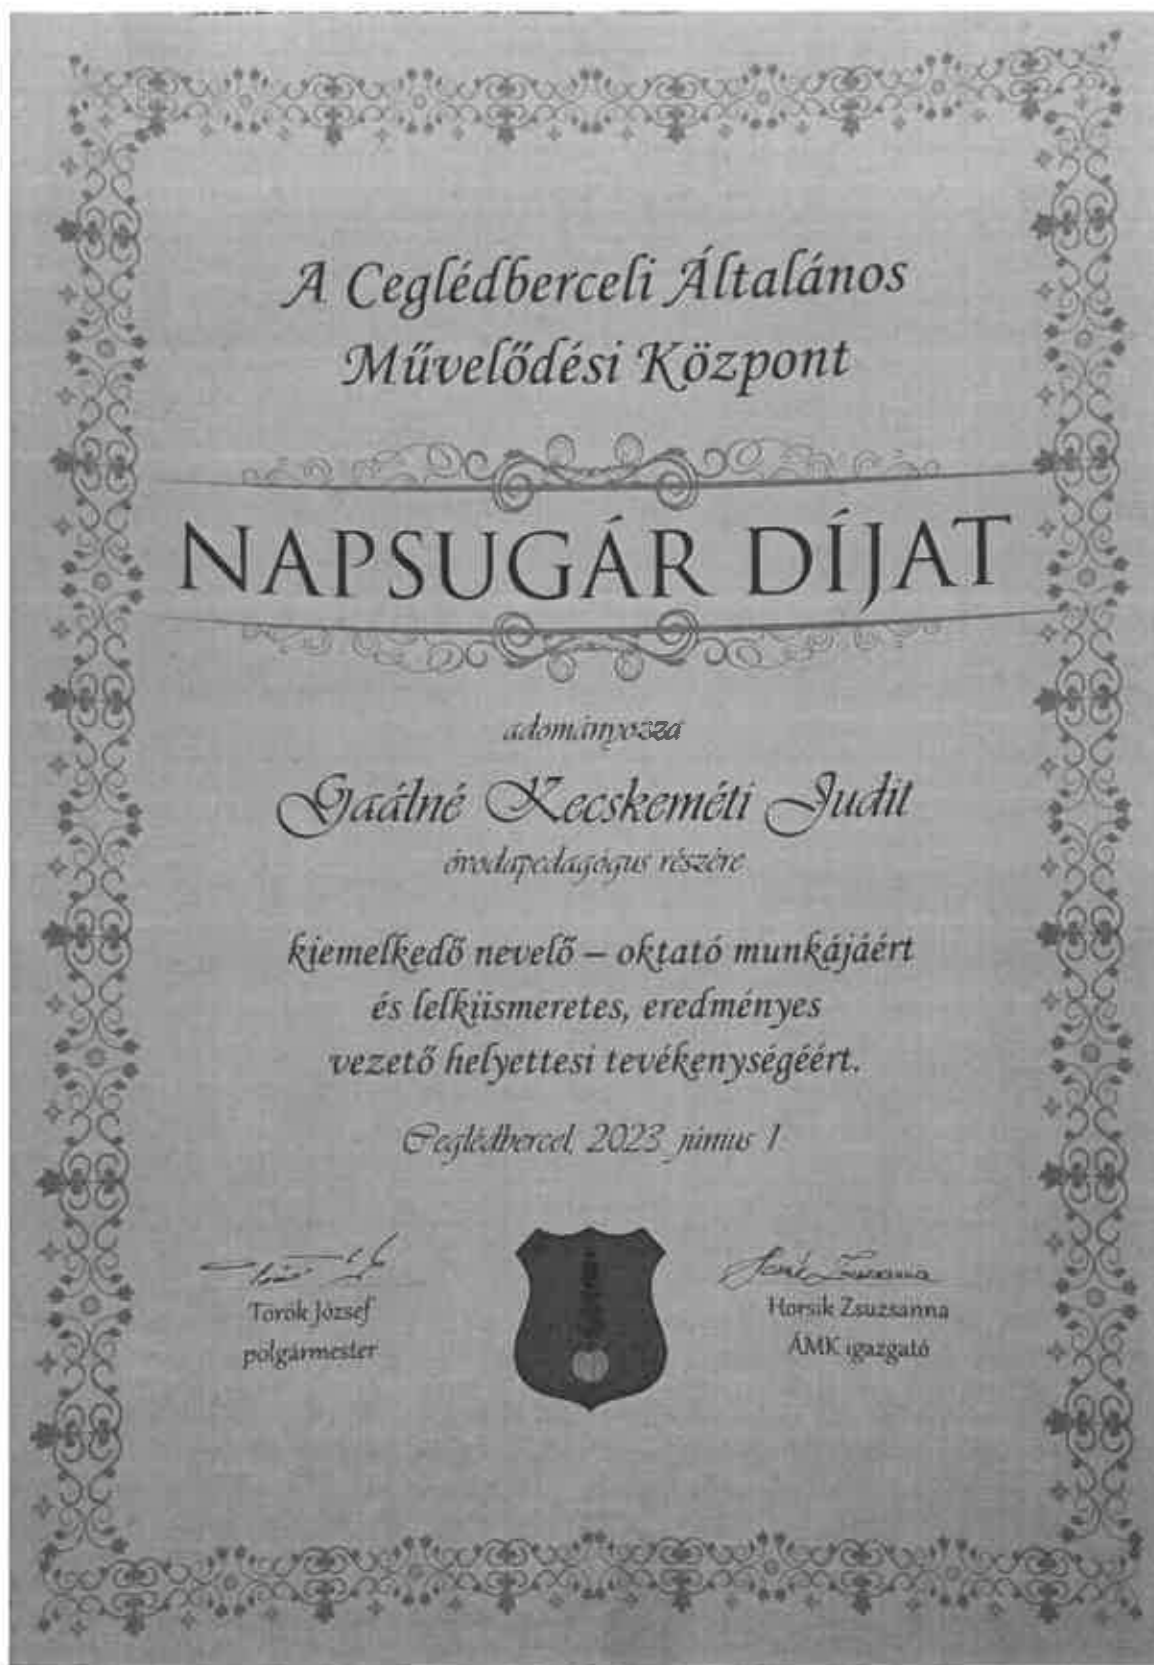 A Ceglédberceli Általános
Művelődési Központ
NAPSUGÁR DÍJAT
adományozza
Gaálné Kecskeméti Judit
óvodapedagógus részére
kiemelkedő nevelő – oktató munkájáért
és lelkiismeretes, eredményes
vezető helyettesi tevékenységéért.
Ceglédbercel, 2023 június 1
Török József
polgármester
Horsik Zsuzsanna
ÁMK igazgató